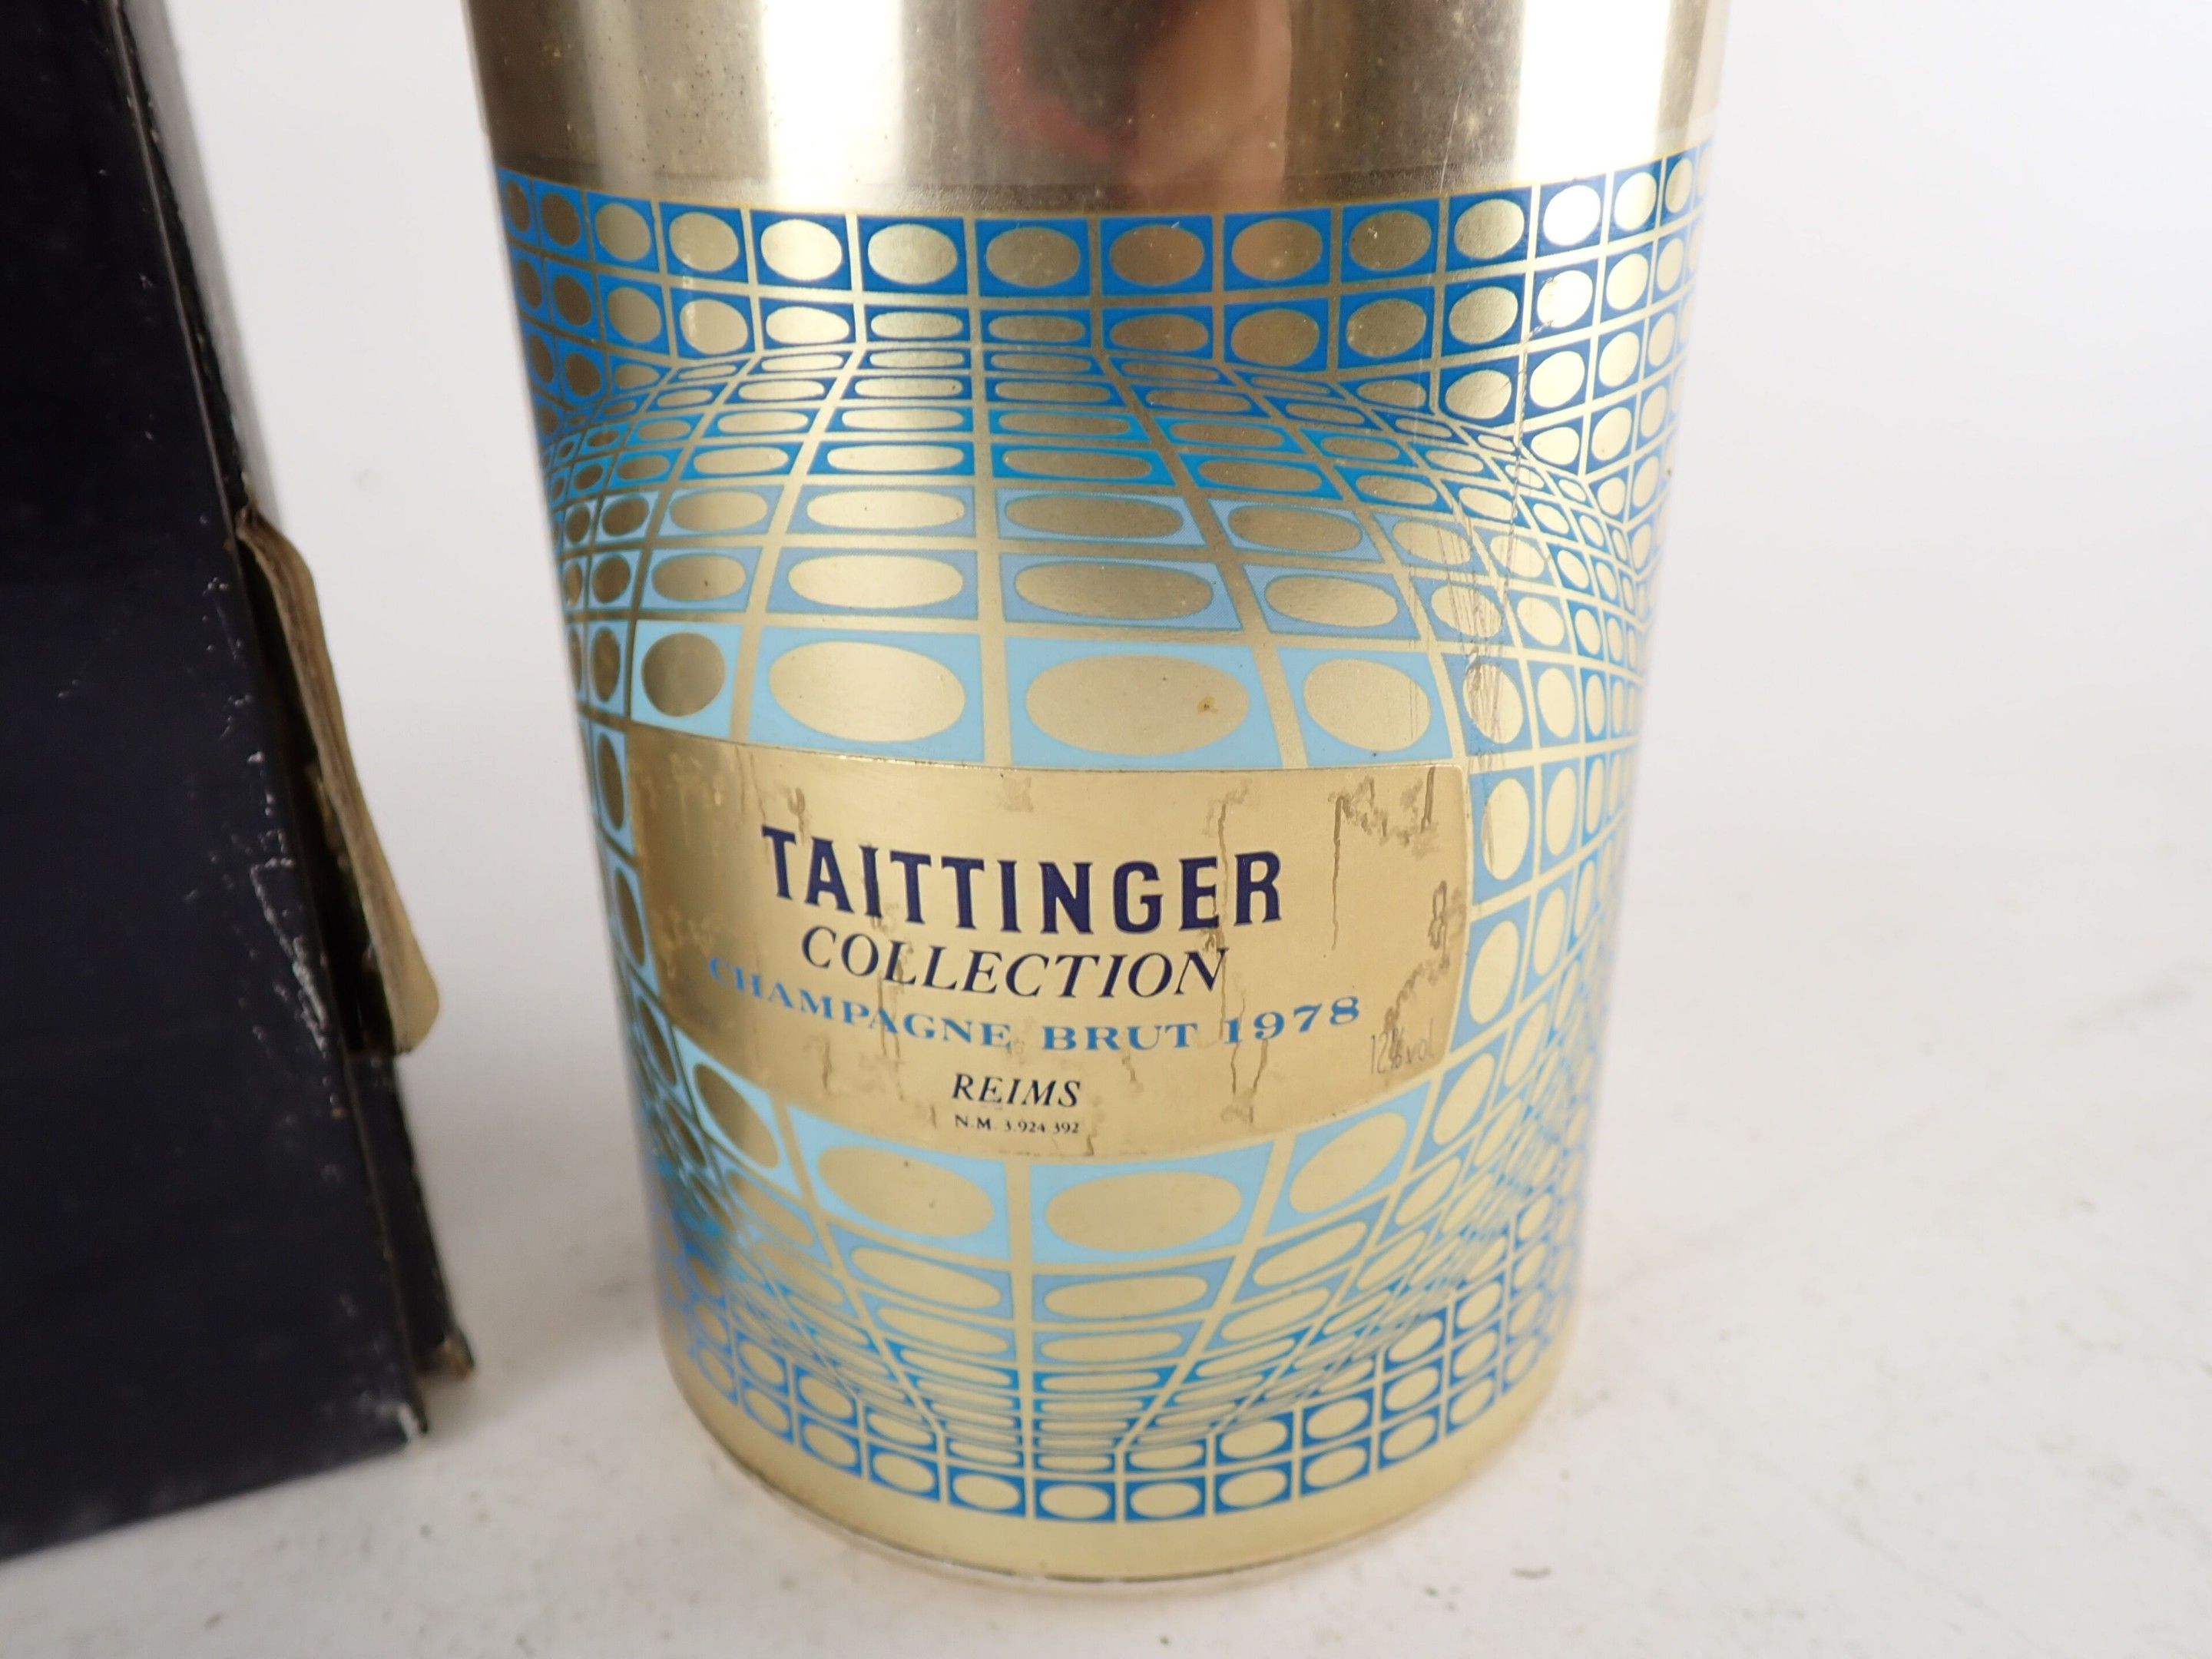 TAITTINGER
COLLECTION
CHAMPAGNE BRUT 1978
12% vol
REIMS
N.M. 3.924 392